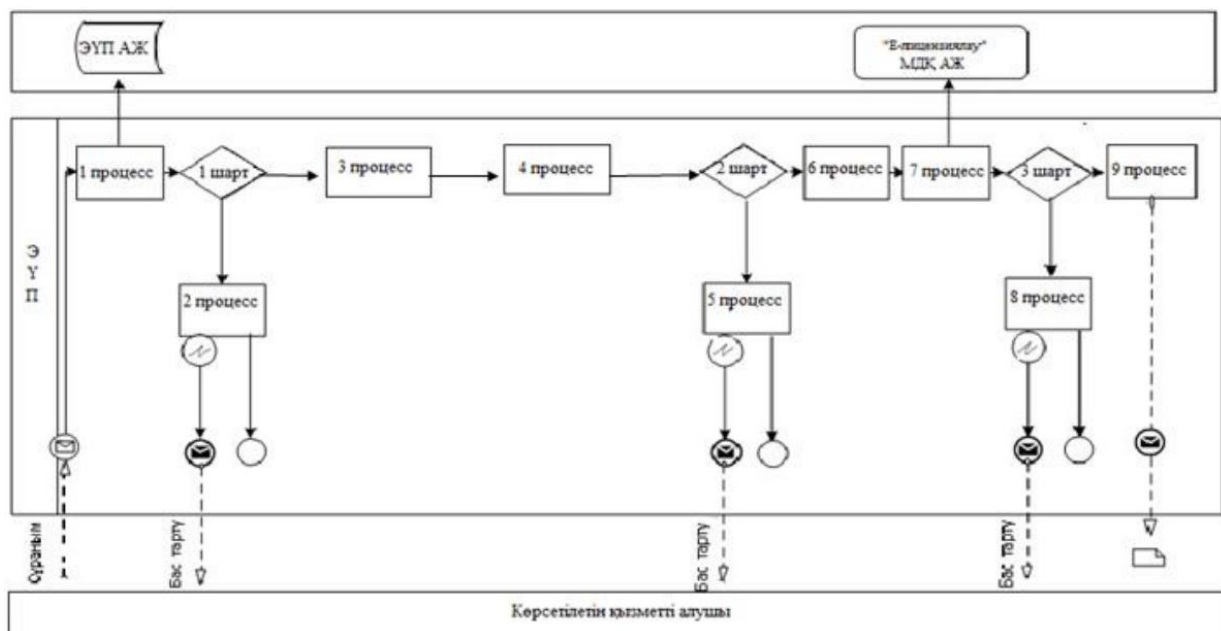 ЭҮП АЖ
"Е-лицензиялау"
МДҚ АЖ
1 процесс
1 шарт
3 процесс
4 процесс
2 шарт
6 процесс
7 процесс
3 шарт
9 процесс
Э
Ү
П
2 процесс
5 процесс
8 процесс
Сұраным
Бас тарту
Бас тарту
Бас тарту
Көрсетілетін қызметті алушы